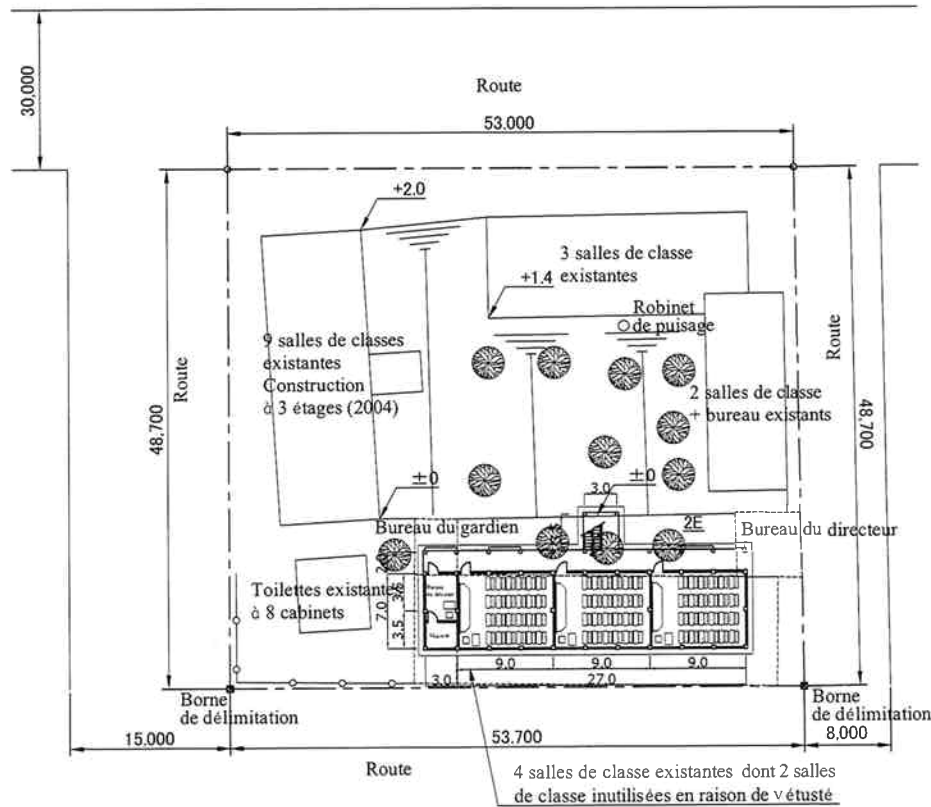 30,000
Route
53,000
+2.0
3 salles de classe
existantes
+1.4
Robinet
de puisage
9 salles de classes
existantes
Construction
à 3 étages (2004)
Route
Route
2 salles de classe
+ bureau existants
48,700
48,700
±0
±0
3.0
Bureau du gardien
2E
Bureau du directeur
2.0
Toilettes existantes
à 8 cabinets
7.0
3.5
3.5
9.0
9.0
9.0
3.0
27.0
Borne
de délimitation
Borne
de délimitation
15,000
53.700
8,000
Route
4 salles de classe existantes dont 2 salles
de classe inutilisées en raison de vétusté